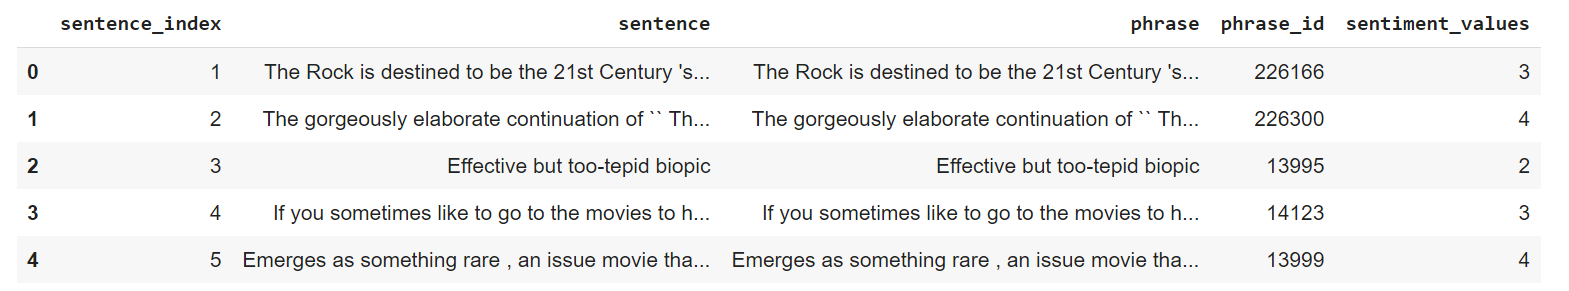 sentence_index sentence phrase phrase_id sentiment_values
0 1 The Rock is destined to be the 21st Century 's... The Rock is destined to be the 21st Century 's... 226166 3
1 2 The gorgeously elaborate continuation of `` Th... The gorgeously elaborate continuation of `` Th... 226300 4
2 3 Effective but too-tepid biopic Effective but too-tepid biopic 13995 2
3 4 If you sometimes like to go to the movies to h... If you sometimes like to go to the movies to h... 14123 3
4 5 Emerges as something rare , an issue movie tha... Emerges as something rare , an issue movie tha... 13999 4